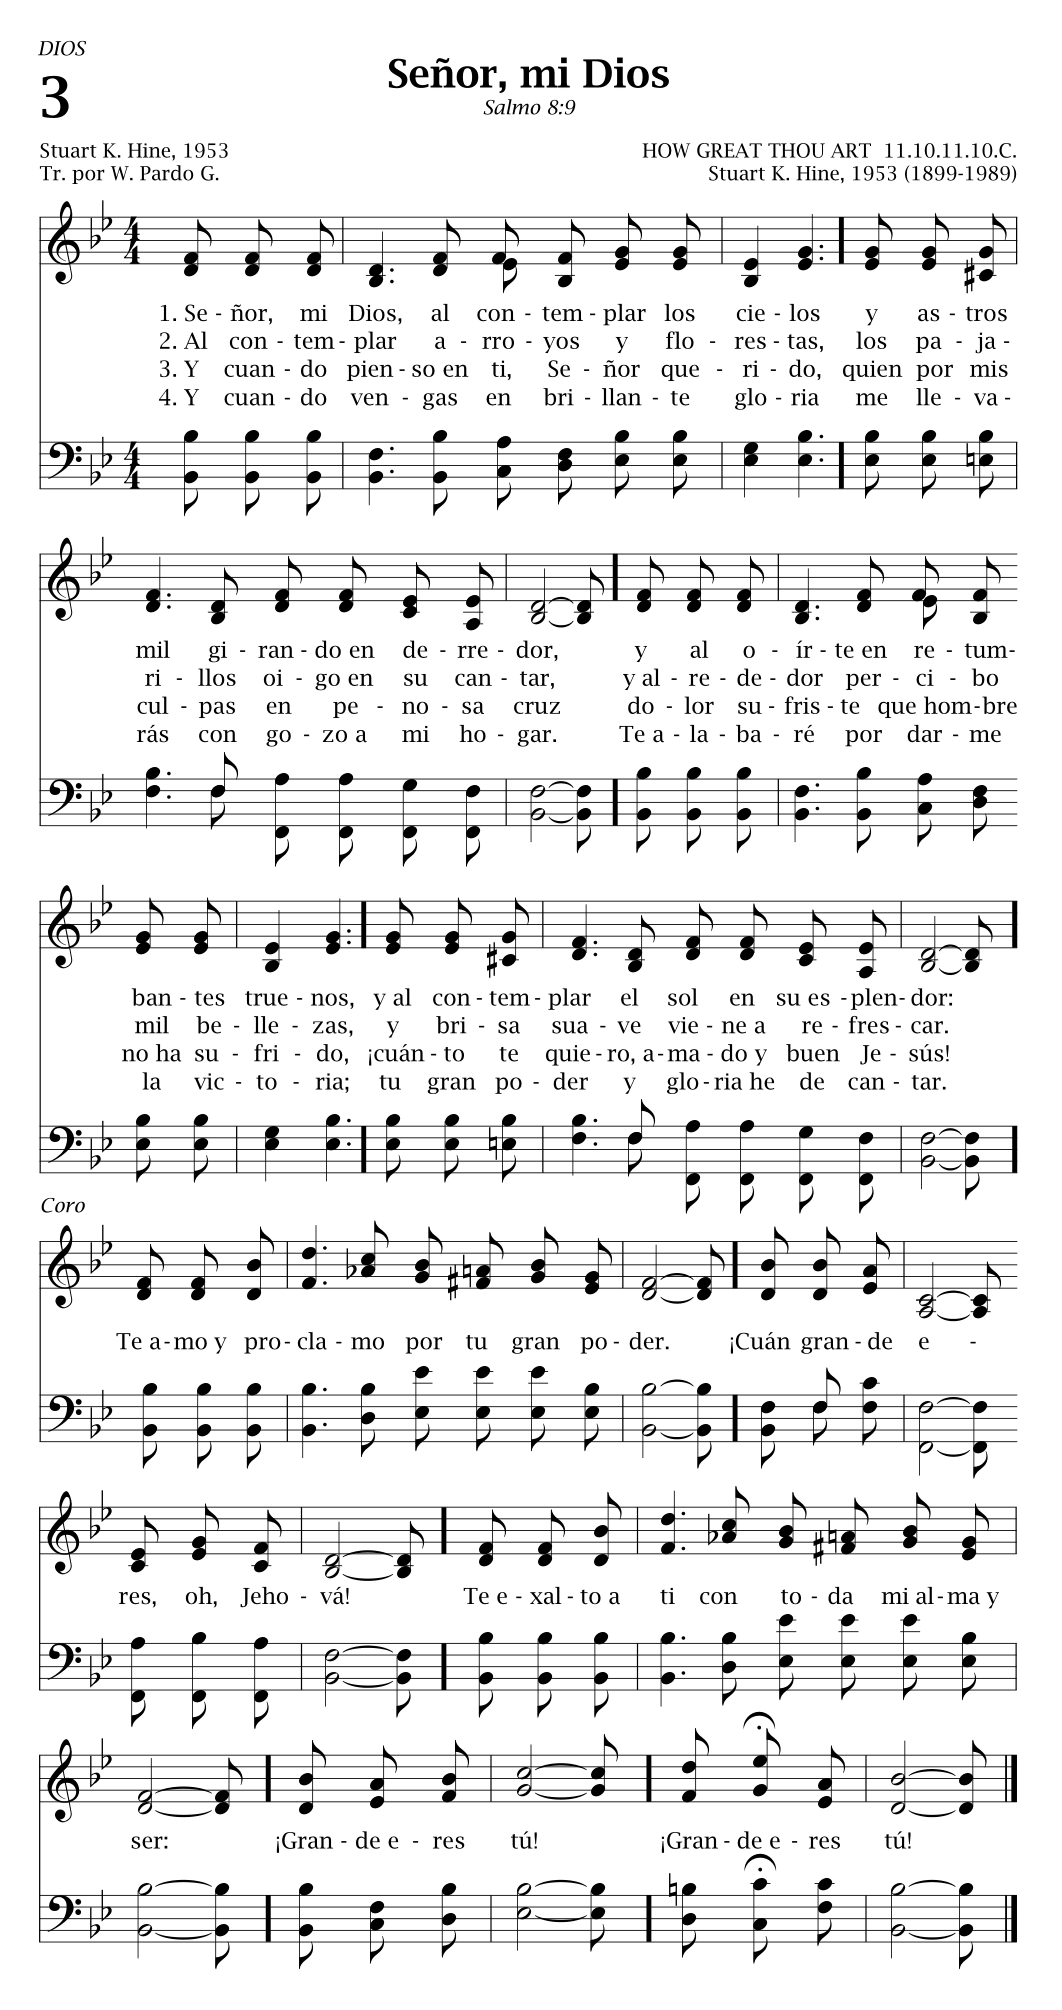 DIOS
3
Señor, mi Dios
Salmo 8:9
Stuart K. Hine, 1953
Tr. por W. Pardo G.
HOW GREAT THOU ART 11.10.11.10.C.
Stuart K. Hine, 1953 (1899-1989)
1. Se - ñor, mi Dios, al con - tem - plar los cie - los y as - tros
2. Al con - tem - plar a - rro - yos y flo - res - tas, los pa - ja -
3. Y cuan - do pien - so en ti, Se - ñor que - ri - do, quien por mis
4. Y cuan - do ven - gas en bri - llan - te glo - ria me lle - va -
mil gi - ran - do en de - rre - dor, y al o - ír - te en re - tum-
ri - llos oi - go en su can - tar, y al - re - de - dor per - ci - bo
cul - pas en pe - no - sa cruz do - lor su - fris - te que hom - bre
rás con go - zo a mi ho - gar. Te a - la - ba - ré por dar - me
ban - tes true - nos, y al con - tem - plar el sol en su es - plen - dor:
mil be - lle - zas, y bri - sa sua - ve vie - ne a re - fres - car.
no ha su - fri - do, ¡cuán - to te quie - ro, a - ma - do y buen Je - sús!
la vic - to - ria; tu gran po - der y glo - ria he de can - tar.
Coro
Te a - mo y pro - cla - mo por tu gran po - der. ¡Cuán gran - de e -
res, oh, Jeho - vá! Te e - xal - to a ti con to - da mi al - ma y
ser: ¡Gran - de e - res tú! ¡Gran - de e - res tú!